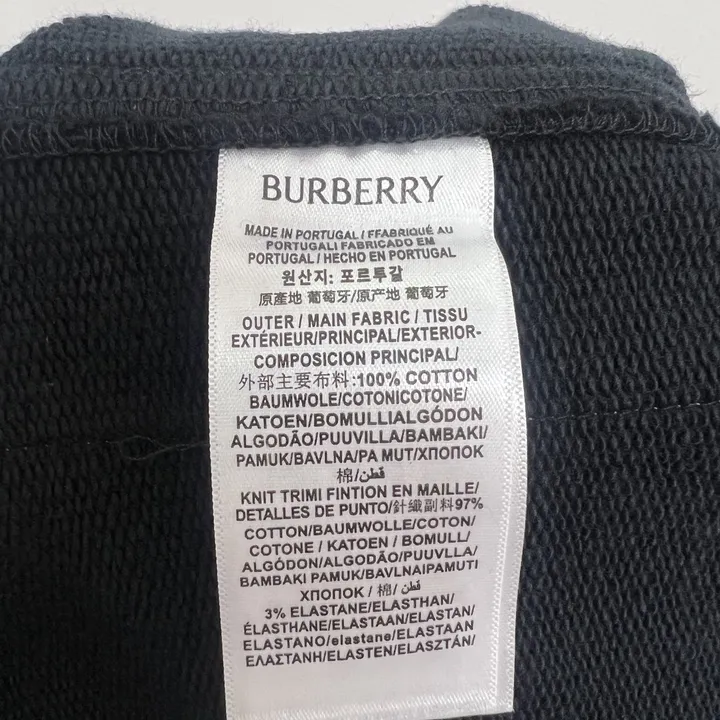 BURBERRY
MADE IN PORTUGAL / FFABRIQUÉ AU
PORTUGALI FABRICADO EM
PORTUGAL / HECHO EN PORTUGAL
원산지: 포르투갈
原產地 葡萄牙/原产地 葡萄牙
OUTER / MAIN FABRIC / TISSU
EXTÉRIEUR/PRINCIPAL/EXTERIOR-
COMPOSICION PRINCIPAL/
外部主要布料:100% COTTON
BAUMWOLE/COTONICOTONE/
KATOEN/BOMULLIALGÓDON
ALGODÃO/PUUVILLA/BAMBAKI/
PAMUK/BAVLNA/PA MUT/ХЛОПОК
棉/قطن
KNIT TRIMI FINTION EN MAILLE/
DETALLES DE PUNTO/針織副料97%
COTTON/BAUMWOLLE/COTON/
COTONE / KATOEN / BOMULL/
ALGODÓN/ALGODÃO/PUUVLLA/
BAMBAKI PAMUK/BAVLNAIPAMUTI
ХЛОПОК / 棉/ قطن
3% ELASTANE/ELASTHAN/
ÉLASTHANE/ELASTAAN/ELASTAN/
ELASTANO/elastane/ELASTAAN
ΕΛΑΣΤΑΝΗ/ELASTEN/ELASZTÁN/